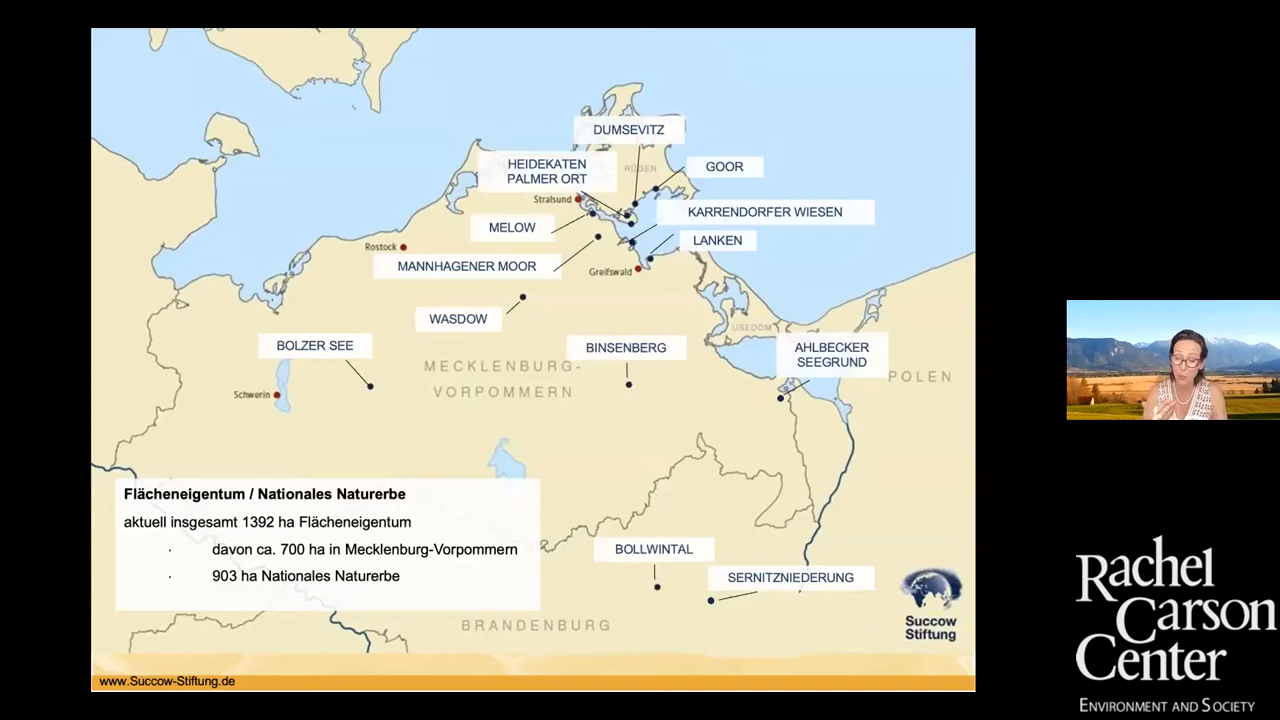 DUMSEVITZ
HEIDEKATEN
PALMER ORT
RÜGEN
GOOR
Stralsund
KARRENDORFER WIESEN
MELOW
LANKEN
Rostock
MANNHAGENER MOOR
Greifswald
WASDOW
USEDOM
BOLZER SEE
BINSENBERG
AHLBECKER
SEEGRUND
MECKLENBURG-
VORPOMMERN
POLEN
Schwerin
Flächeneigentum / Nationales Naturerbe
aktuell insgesamt 1392 ha Flächeneigentum
· davon ca. 700 ha in Mecklenburg-Vorpommern
· 903 ha Nationales Naturerbe
BOLLWINTAL
SERNITZNIEDERUNG
BRANDENBURG
Succow
Stiftung
www.Succow-Stiftung.de
Rachel
Carson
Center
ENVIRONMENT AND SOCIETY